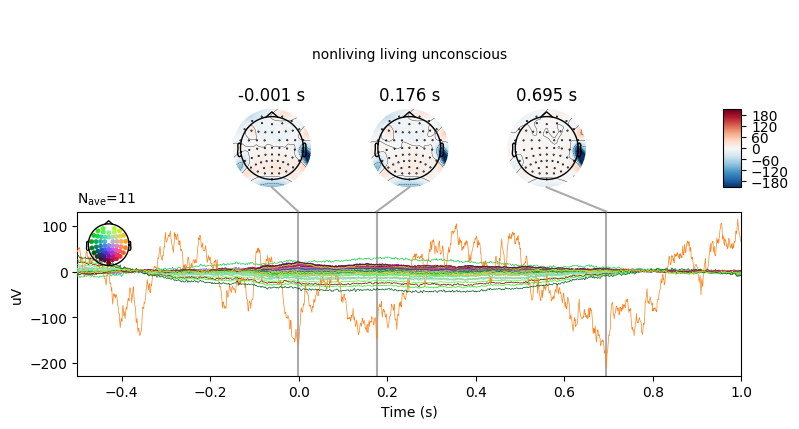 nonliving living unconscious
-0.001 s 0.176 s 0.695 s
180
120
60
0
−60
−120
−180
Nave=11
100
0
−100
−200
uV
−0.4 −0.2 0.0 0.2 0.4 0.6 0.8 1.0
Time (s)